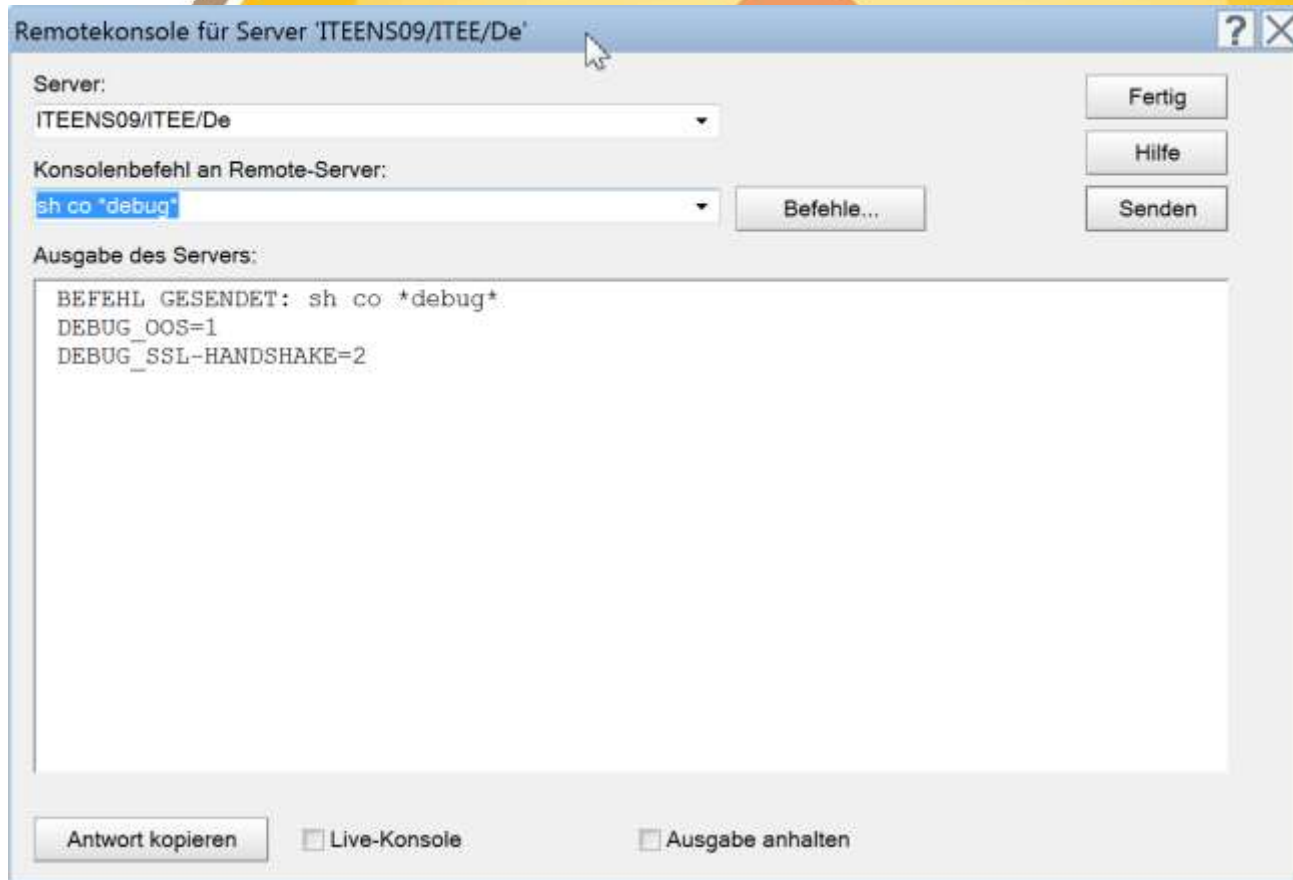 Remotekonsole für Server 'ITEENS09/ITEE/De'
?
Server:
ITEENS09/ITEE/De
Fertig
Hilfe
Konsolenbefehl an Remote-Server:
sh co *debug*
Befehle...
Senden
Ausgabe des Servers:
BEFEHL GESENDET: sh co *debug*
DEBUG_OOS=1
DEBUG_SSL-HANDSHAKE=2
Antwort kopieren
Live-Konsole
Ausgabe anhalten